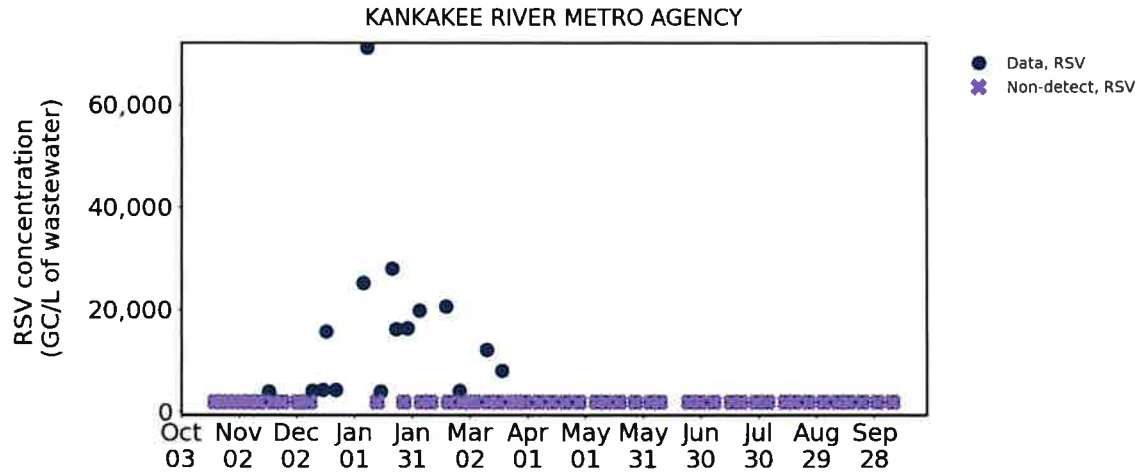 KANKAKEE RIVER METRO AGENCY
RSV concentration
(GC/L of wastewater)
60,000
40,000
20,000
0
Oct Nov Dec Jan Jan Mar Apr May May Jun Jul Aug Sep
03 02 02 01 31 02 01 01 31 30 30 29 28
Data, RSV
Non-detect, RSV